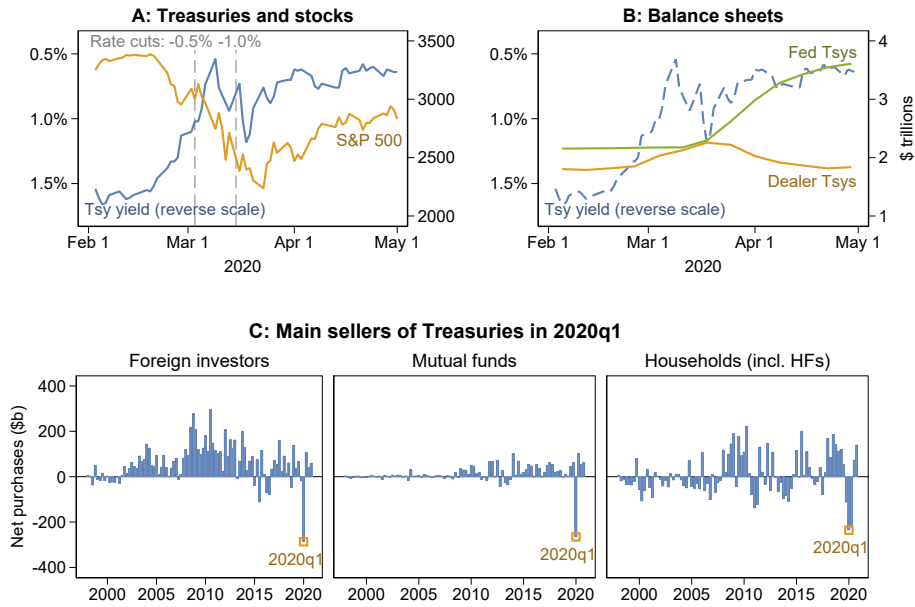 A: Treasuries and stocks
Rate cuts: -0.5% -1.0%
0.5%
1.0%
1.5%
3500
3000
2500
2000
S&P 500
Tsy yield (reverse scale)
Feb 1
Mar 1
Apr 1
May 1
2020
B: Balance sheets
0.5%
1.0%
1.5%
4
3
2
1
$ trillions
Fed Tsys
Dealer Tsys
Tsy yield (reverse scale)
Feb 1
Mar 1
Apr 1
May 1
2020
C: Main sellers of Treasuries in 2020q1
Foreign investors
Mutual funds
Households (incl. HFs)
Net purchases ($b)
400
200
0
-200
-400
2020q1
2020q1
2020q1
2000 2005 2010 2015 2020
2000 2005 2010 2015 2020
2000 2005 2010 2015 2020